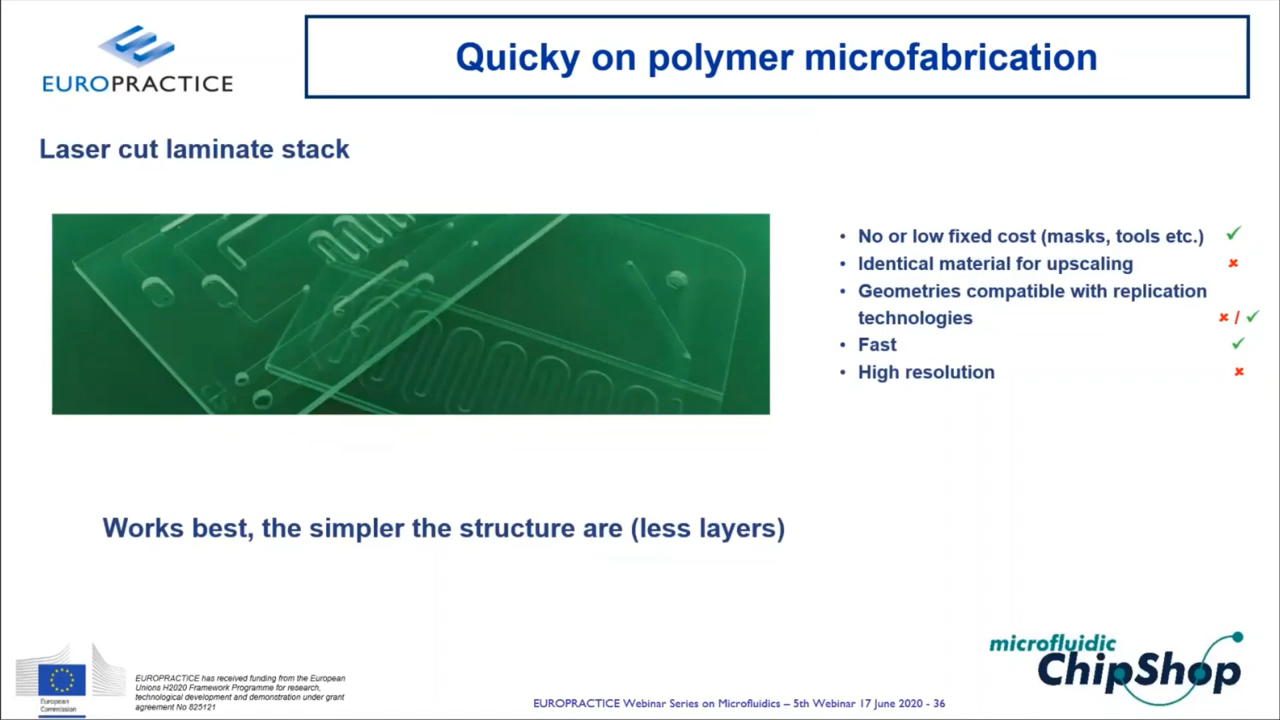 EUROPRACTICE
Quicky on polymer microfabrication
Laser cut laminate stack
• No or low fixed cost (masks, tools etc.) ✓
• Identical material for upscaling ✘
• Geometries compatible with replication
technologies ✘ / ✓
• Fast ✓
• High resolution ✘
Works best, the simpler the structure are (less layers)
European
Commission
EUROPRACTICE has received funding from the European
Unions H2020 Framework Programme for research,
technological development and demonstration under grant
agreement No 825121
EUROPRACTICE Webinar Series on Microfluidics – 5th Webinar 17 June 2020 - 36
microfluidic
ChipShop